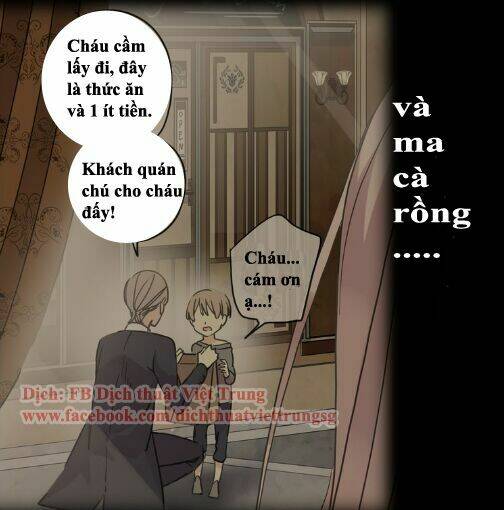 Cháu cầm
lấy đi, đây
là thức ăn
và 1 ít tiền.
Khách quán
chú cho cháu
đấy!
OPEN
Cháu...
cám ơn
ạ...!
và
ma
cà
rồng
.....
Dịch: FB Dịch thuật Việt Trung
www.facebook.com/dichthuatviettrungsg